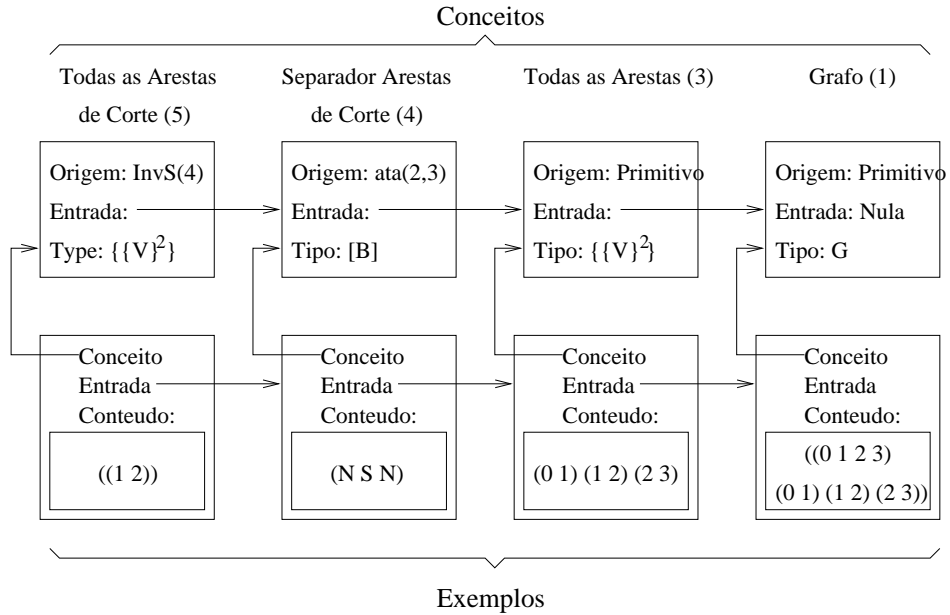 Conceitos
Todas as Arestas
de Corte (5)
Separador Arestas
de Corte (4)
Todas as Arestas (3)
Grafo (1)
Origem: InvS(4)
Entrada:
Type: {{V}²}
Origem: ata(2,3)
Entrada:
Tipo: [B]
Origem: Primitivo
Entrada:
Tipo: {{V}²}
Origem: Primitivo
Entrada: Nula
Tipo: G
Conceito
Entrada
Conteudo:
((1 2))
Conceito
Entrada
Conteudo:
(N S N)
Conceito
Entrada
Conteudo:
(0 1) (1 2) (2 3)
Conceito
Entrada
Conteudo:
((0 1 2 3)
(0 1) (1 2) (2 3))
Exemplos